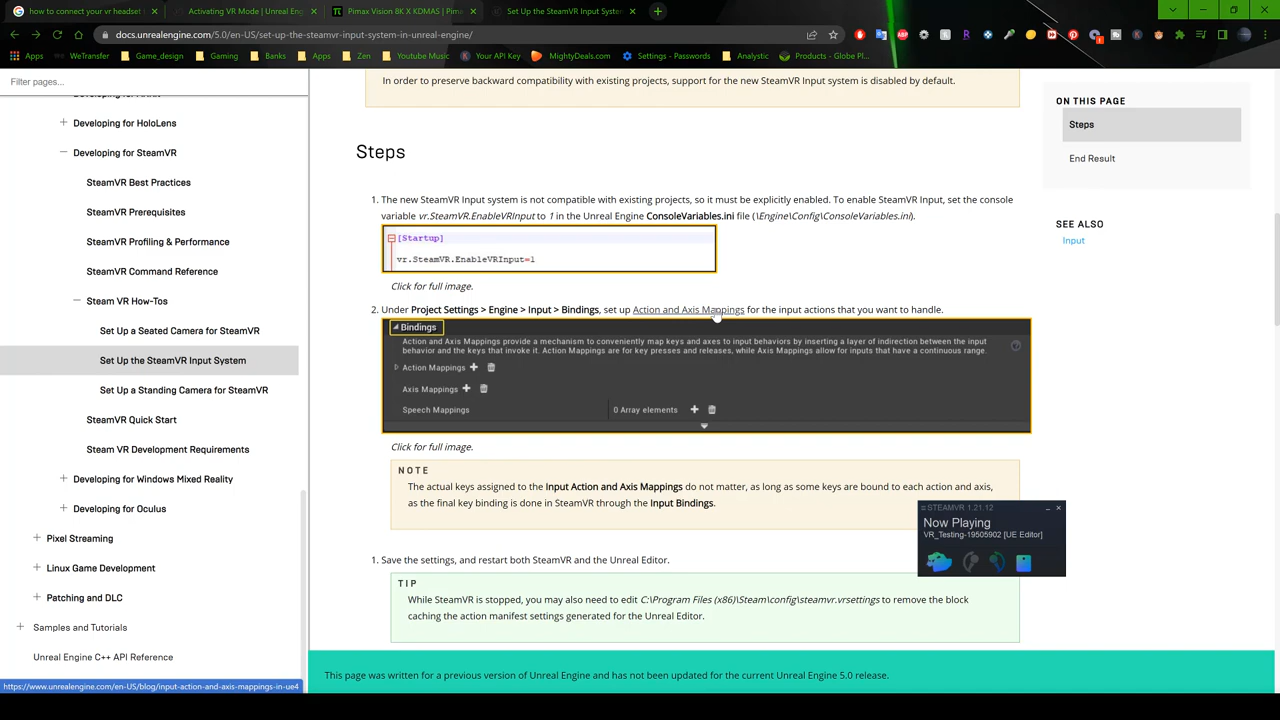 how to connect your vr headset
Activating VR Mode | Unreal Eng
Pimax Vision 8K X KDMAS | Pim
Set Up the SteamVR Input System
docs.unrealengine.com/5.0/en-US/set-up-the-steamvr-input-system-in-unreal-engine/
Apps
WeTransfer
Game_design
Gaming
Banks
Apps
Zen
Youtube Music
Your API Key
MightyDeals.com
Settings - Passwords
Analytic
Products - Globe Pl...
Filter pages...
Developing for HoloLens
Developing for SteamVR
SteamVR Best Practices
SteamVR Prerequisites
SteamVR Profiling & Performance
SteamVR Command Reference
Steam VR How-Tos
Set Up a Seated Camera for SteamVR
Set Up the SteamVR Input System
Set Up a Standing Camera for SteamVR
SteamVR Quick Start
Steam VR Development Requirements
Developing for Windows Mixed Reality
Developing for Oculus
Pixel Streaming
Linux Game Development
Patching and DLC
Samples and Tutorials
Unreal Engine C++ API Reference
https://www.unrealengine.com/en-US/blog/input-action-and-axis-mappings-in-ue4
In order to preserve backward compatibility with existing projects, support for the new SteamVR Input system is disabled by default.
Steps
1. The new SteamVR Input system is not compatible with existing projects, so it must be explicitly enabled. To enable SteamVR Input, set the console
variable vr.SteamVR.EnableVRInput to 1 in the Unreal Engine ConsoleVariables.ini file (\Engine\Config\ConsoleVariables.ini).
[Startup]
vr.SteamVR.EnableVRInput=1
Click for full image.
2. Under Project Settings > Engine > Input > Bindings, set up Action and Axis Mappings for the input actions that you want to handle.
Bindings
Action and Axis Mappings provide a mechanism to conveniently map keys and axes to input behaviors by inserting a layer of indirection between the input
behavior and the keys that invoke it. Action Mappings are for key presses and releases, while Axis Mappings allow for inputs that have a continuous range.
Action Mappings
Axis Mappings
Speech Mappings 0 Array elements
Click for full image.
NOTE
The actual keys assigned to the Input Action and Axis Mappings do not matter, as long as some keys are bound to each action and axis,
as the final key binding is done in SteamVR through the Input Bindings.
1. Save the settings, and restart both SteamVR and the Unreal Editor.
TIP
While SteamVR is stopped, you may also need to edit C:\Program Files (x86)\Steam\config\steamvr.vrsettings to remove the block
caching the action manifest settings generated for the Unreal Editor.
This page was written for a previous version of Unreal Engine and has not been updated for the current Unreal Engine 5.0 release.
ON THIS PAGE
Steps
End Result
SEE ALSO
Input
STEAMVR 1.21.12
Now Playing
VR_Testing-19505902 [UE Editor]